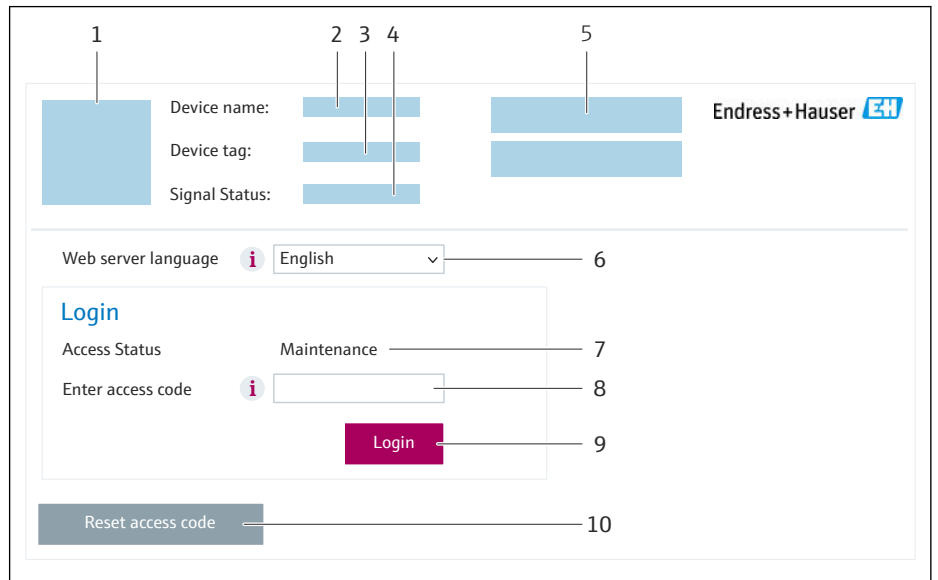 1 2 3 4 5
Device name:
Endress+Hauser EH
Device tag:
Signal Status:
Web server language i English 6
Login
Access Status Maintenance 7
Enter access code i 8
Login 9
Reset access code 10